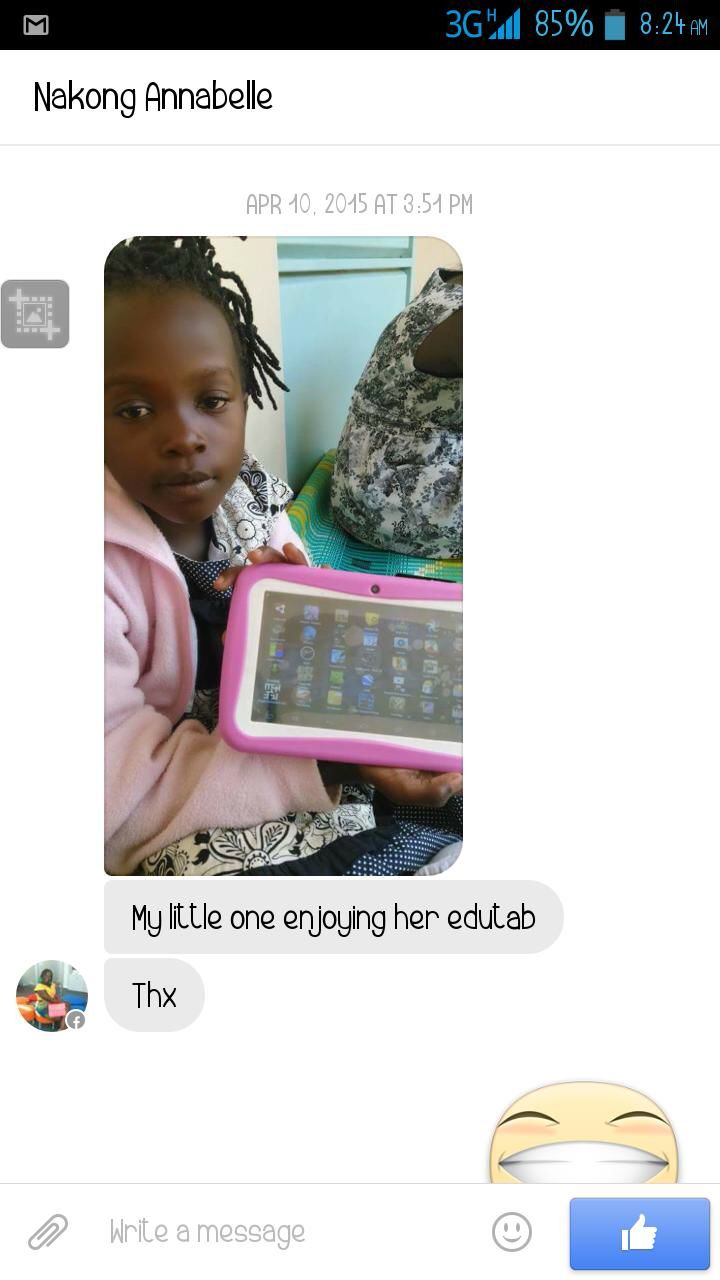 3G H 85% 8:24 AM
Nakong Annabelle
APR 10, 2015 AT 3:51 PM
My little one enjoying her edutab
Thx
Write a message